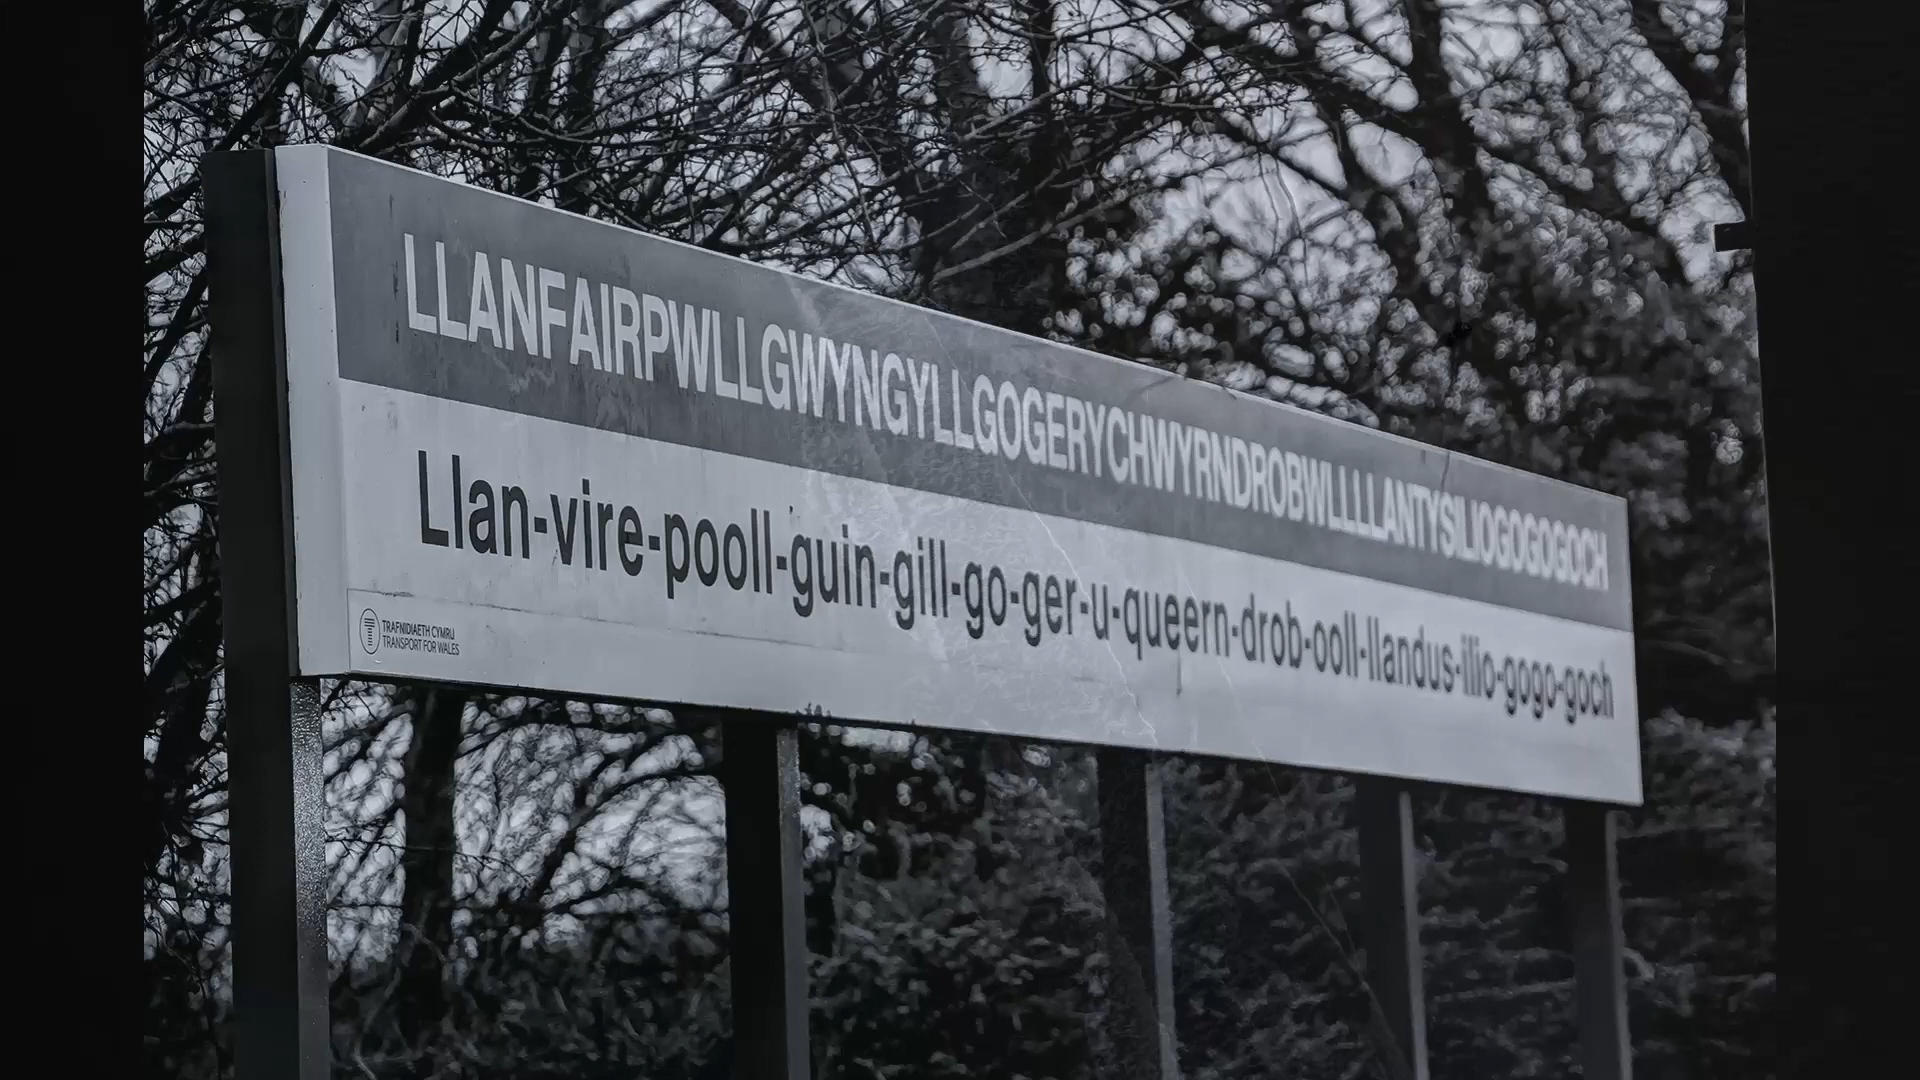 LLANFAIRPWLLGWYNGYLLGOGERYCHWYRNDROBWLLLLANTYSILIOGOGOGOCH
Llan-vire-pooll-guin-gill-go-ger-u-queern-drob-ooll-llandus-ilio-gogo-goch
TRAFNIDIAETH CYMRU
TRANSPORT FOR WALES